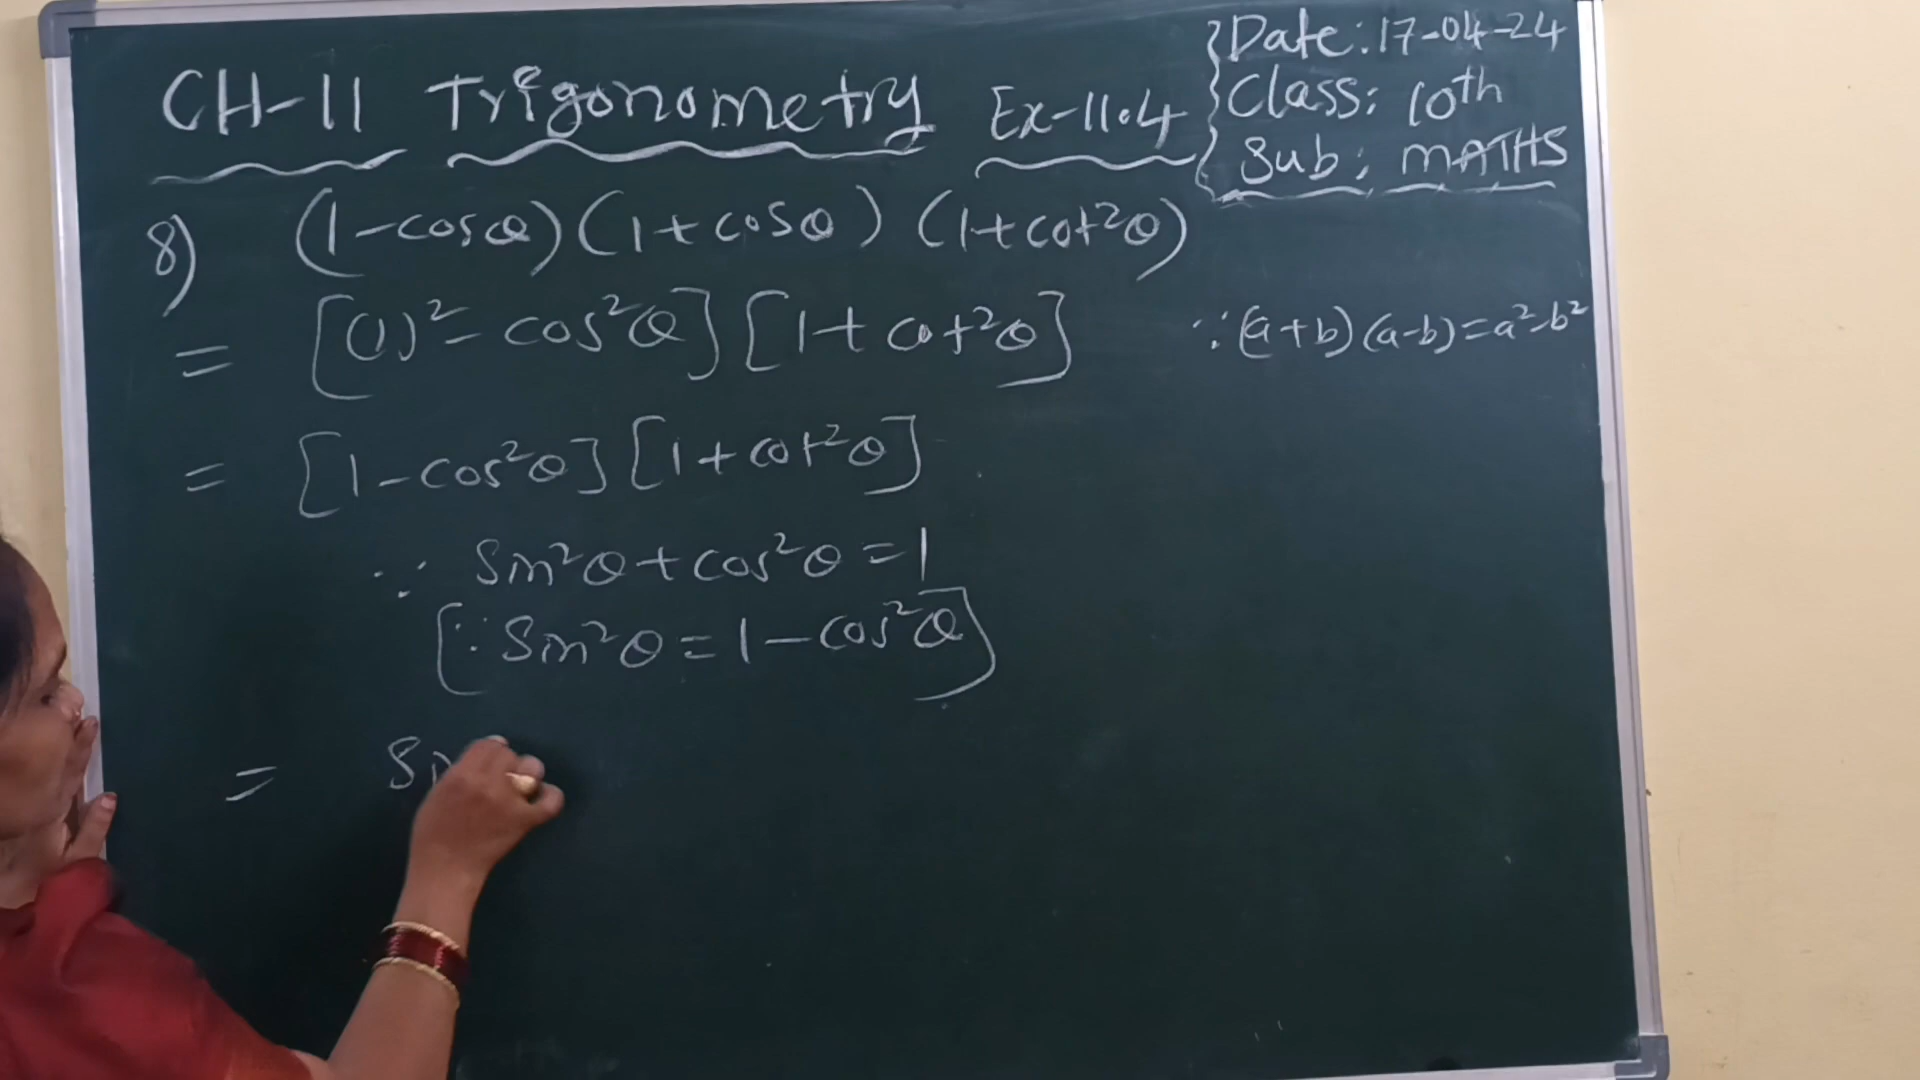 CH-11 Trigonometry Ex-11.4
Date: 17-04-24
Class: 10th
Sub: MATHS
8) (1-cosθ)(1+cosθ)(1+cot²θ)
= [(1)²-cos²θ][1+cot²θ] ∵(a+b)(a-b)=a²-b²
= [1-cos²θ][1+cot²θ]
∵ Sin²θ+cos²θ=1
[∵Sin²θ=1-cos²θ]
= Sin